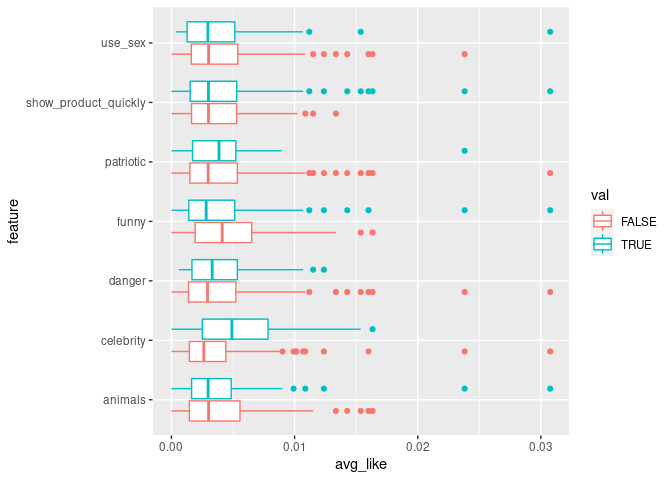 use_sex
show_product_quickly
patriotic
funny
danger
celebrity
animals
feature
0.00
0.01
0.02
0.03
avg_like
val
FALSE
TRUE